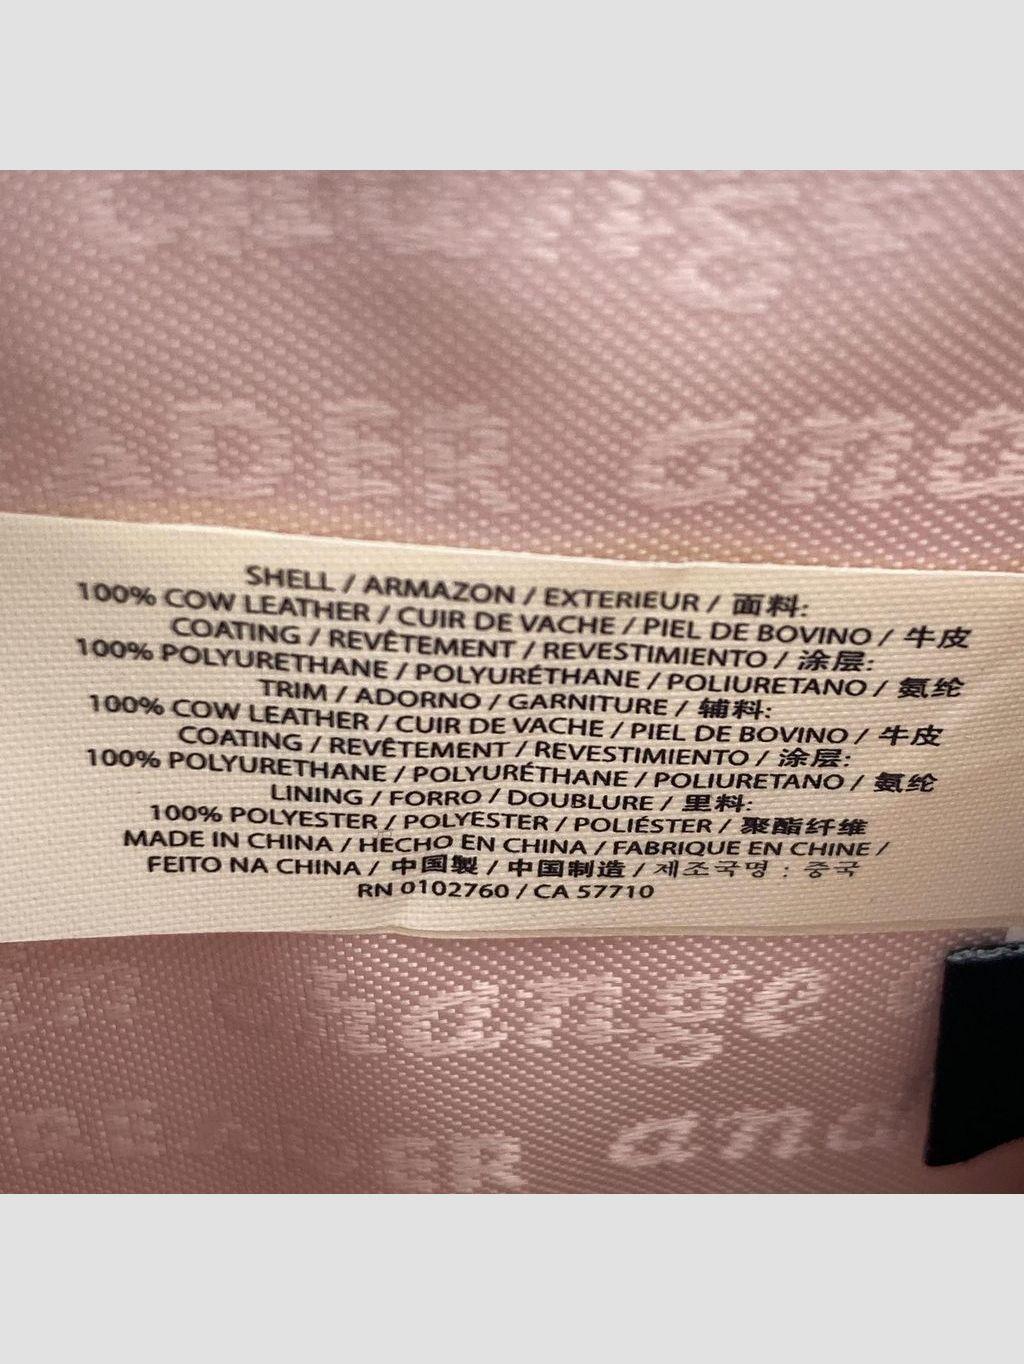 ADER ana
SHELL / ARMAZON / EXTERIEUR / 面料:
100% COW LEATHER / CUIR DE VACHE / PIEL DE BOVINO / 牛皮
COATING / REVÊTEMENT / REVESTIMIENTO / 涂层:
100% POLYURETHANE / POLYURÉTHANE / POLIURETANO / 氨纶
TRIM / ADORNO / GARNITURE / 辅料:
100% COW LEATHER / CUIR DE VACHE / PIEL DE BOVINO / 牛皮
COATING / REVÊTEMENT / REVESTIMIENTO / 涂层:
100% POLYURETHANE / POLYURÉTHANE / POLIURETANO / 氨纶
LINING / FORRO / DOUBLURE / 里料:
100% POLYESTER / POLYESTER / POLIÉSTER / 聚酯纤维
MADE IN CHINA / HECHO EN CHINA / FABRIQUE EN CHINE /
FEITO NA CHINA / 中国製 / 中国制造 / 제조국명 : 중국
RN 0102760 / CA 57710
hange
ER ana